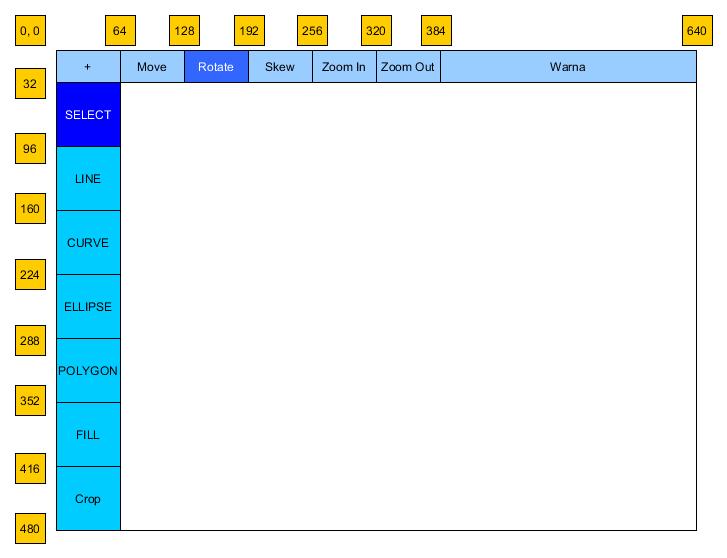 0, 0
64
128
192
256
320
384
640
+
Move
Rotate
Skew
Zoom In
Zoom Out
Warna
32
SELECT
96
LINE
160
CURVE
224
ELLIPSE
288
POLYGON
352
FILL
416
Crop
480